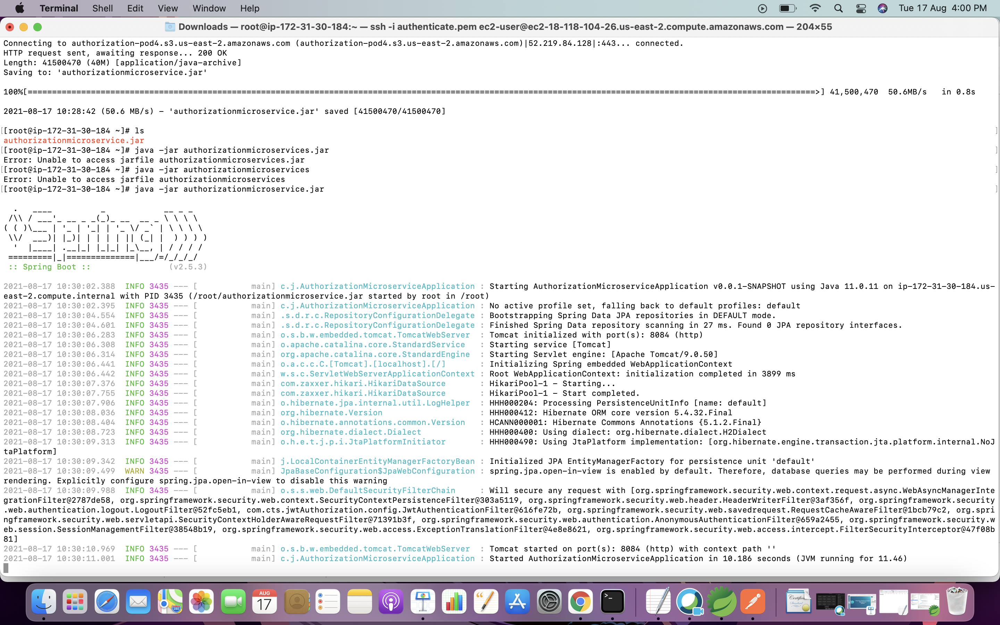 Terminal Shell Edit View Window Help Tue 17 Aug 4:00 PM
Downloads — root@ip-172-31-30-184:~ — ssh -i authenticate.pem ec2-user@ec2-18-118-104-26.us-east-2.compute.amazonaws.com — 204×55
Connecting to authorization-pod4.s3.us-east-2.amazonaws.com (authorization-pod4.s3.us-east-2.amazonaws.com)|52.219.84.128|:443... connected.
HTTP request sent, awaiting response... 200 OK
Length: 41500470 (40M) [application/java-archive]
Saving to: 'authorizationmicroservice.jar'
100%[==================================================================================================================================================================>] 41,500,470  50.6MB/s   in 0.8s
2021-08-17 10:28:42 (50.6 MB/s) - 'authorizationmicroservice.jar' saved [41500470/41500470]
[[root@ip-172-31-30-184 ~]# ls ]
authorizationmicroservice.jar
[[root@ip-172-31-30-184 ~]# java -jar authorizationmicroservices.jar ]
Error: Unable to access jarfile authorizationmicroservices.jar
[[root@ip-172-31-30-184 ~]# java -jar authorizationmicroservices ]
Error: Unable to access jarfile authorizationmicroservices
[[root@ip-172-31-30-184 ~]# java -jar authorizationmicroservice.jar ]
  .   ____          _            __ _ _
 /\\ / ___'_ __ _ _(_)_ __  __ _ \ \ \ \
( ( )\___ | '_ | '_| | '_ \/ _` | \ \ \ \
 \\/  ___)| |_)| | | | | || (_| |  ) ) ) )
  '  |____| .__|_| |_|_| |_\__, | / / / /
 =========|_|==============|___/=/_/_/_/
 :: Spring Boot ::                (v2.5.3)
2021-08-17 10:30:02.388  INFO 3435 --- [           main] c.j.AuthorizationMicroserviceApplication : Starting AuthorizationMicroserviceApplication v0.0.1-SNAPSHOT using Java 11.0.11 on ip-172-31-30-184.us-
east-2.compute.internal with PID 3435 (/root/authorizationmicroservice.jar started by root in /root)
2021-08-17 10:30:02.395  INFO 3435 --- [           main] c.j.AuthorizationMicroserviceApplication : No active profile set, falling back to default profiles: default
2021-08-17 10:30:04.554  INFO 3435 --- [           main] .s.d.r.c.RepositoryConfigurationDelegate : Bootstrapping Spring Data JPA repositories in DEFAULT mode.
2021-08-17 10:30:04.601  INFO 3435 --- [           main] .s.d.r.c.RepositoryConfigurationDelegate : Finished Spring Data repository scanning in 27 ms. Found 0 JPA repository interfaces.
2021-08-17 10:30:06.283  INFO 3435 --- [           main] o.s.b.w.embedded.tomcat.TomcatWebServer  : Tomcat initialized with port(s): 8084 (http)
2021-08-17 10:30:06.308  INFO 3435 --- [           main] o.apache.catalina.core.StandardService   : Starting service [Tomcat]
2021-08-17 10:30:06.314  INFO 3435 --- [           main] org.apache.catalina.core.StandardEngine  : Starting Servlet engine: [Apache Tomcat/9.0.50]
2021-08-17 10:30:06.441  INFO 3435 --- [           main] o.a.c.c.C.[Tomcat].[localhost].[/]       : Initializing Spring embedded WebApplicationContext
2021-08-17 10:30:06.442  INFO 3435 --- [           main] w.s.c.ServletWebServerApplicationContext : Root WebApplicationContext: initialization completed in 3899 ms
2021-08-17 10:30:07.376  INFO 3435 --- [           main] com.zaxxer.hikari.HikariDataSource       : HikariPool-1 - Starting...
2021-08-17 10:30:07.755  INFO 3435 --- [           main] com.zaxxer.hikari.HikariDataSource       : HikariPool-1 - Start completed.
2021-08-17 10:30:07.906  INFO 3435 --- [           main] o.hibernate.jpa.internal.util.LogHelper  : HHH000204: Processing PersistenceUnitInfo [name: default]
2021-08-17 10:30:08.036  INFO 3435 --- [           main] org.hibernate.Version                    : HHH000412: Hibernate ORM core version 5.4.32.Final
2021-08-17 10:30:08.404  INFO 3435 --- [           main] o.hibernate.annotations.common.Version   : HCANN000001: Hibernate Commons Annotations {5.1.2.Final}
2021-08-17 10:30:08.723  INFO 3435 --- [           main] org.hibernate.dialect.Dialect            : HHH000400: Using dialect: org.hibernate.dialect.H2Dialect
2021-08-17 10:30:09.313  INFO 3435 --- [           main] o.h.e.t.j.p.i.JtaPlatformInitiator       : HHH000490: Using JtaPlatform implementation: [org.hibernate.engine.transaction.jta.platform.internal.NoJ
taPlatform]
2021-08-17 10:30:09.342  INFO 3435 --- [           main] j.LocalContainerEntityManagerFactoryBean : Initialized JPA EntityManagerFactory for persistence unit 'default'
2021-08-17 10:30:09.499  WARN 3435 --- [           main] JpaBaseConfiguration$JpaWebConfiguration : spring.jpa.open-in-view is enabled by default. Therefore, database queries may be performed during view
rendering. Explicitly configure spring.jpa.open-in-view to disable this warning
2021-08-17 10:30:09.988  INFO 3435 --- [           main] o.s.s.web.DefaultSecurityFilterChain     : Will secure any request with [org.springframework.security.web.context.request.async.WebAsyncManagerInte
grationFilter@2787de58, org.springframework.security.web.context.SecurityContextPersistenceFilter@303a5119, org.springframework.security.web.header.HeaderWriterFilter@3af356f, org.springframework.security
.web.authentication.logout.LogoutFilter@52fc5eb1, com.cts.jwtAuthorization.config.JwtAuthenticationFilter@616fe72b, org.springframework.security.web.savedrequest.RequestCacheAwareFilter@1bcb79c2, org.spri
ngframework.security.web.servletapi.SecurityContextHolderAwareRequestFilter@71391b3f, org.springframework.security.web.authentication.AnonymousAuthenticationFilter@659a2455, org.springframework.security.w
eb.session.SessionManagementFilter@38548b19, org.springframework.security.web.access.ExceptionTranslationFilter@4e8e8621, org.springframework.security.web.access.intercept.FilterSecurityInterceptor@47f08b
81]
2021-08-17 10:30:10.969  INFO 3435 --- [           main] o.s.b.w.embedded.tomcat.TomcatWebServer  : Tomcat started on port(s): 8084 (http) with context path ''
2021-08-17 10:30:11.001  INFO 3435 --- [           main] c.j.AuthorizationMicroserviceApplication : Started AuthorizationMicroserviceApplication in 10.186 seconds (JVM running for 11.46)
AUG
17
280
>_